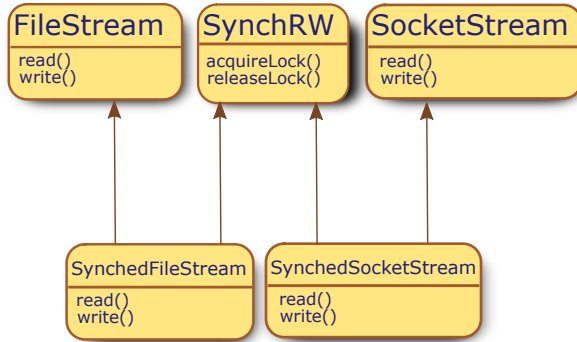 FileStream
read()
write()
SynchRW
acquireLock()
releaseLock()
SocketStream
read()
write()
SynchedFileStream
read()
write()
SynchedSocketStream
read()
write()